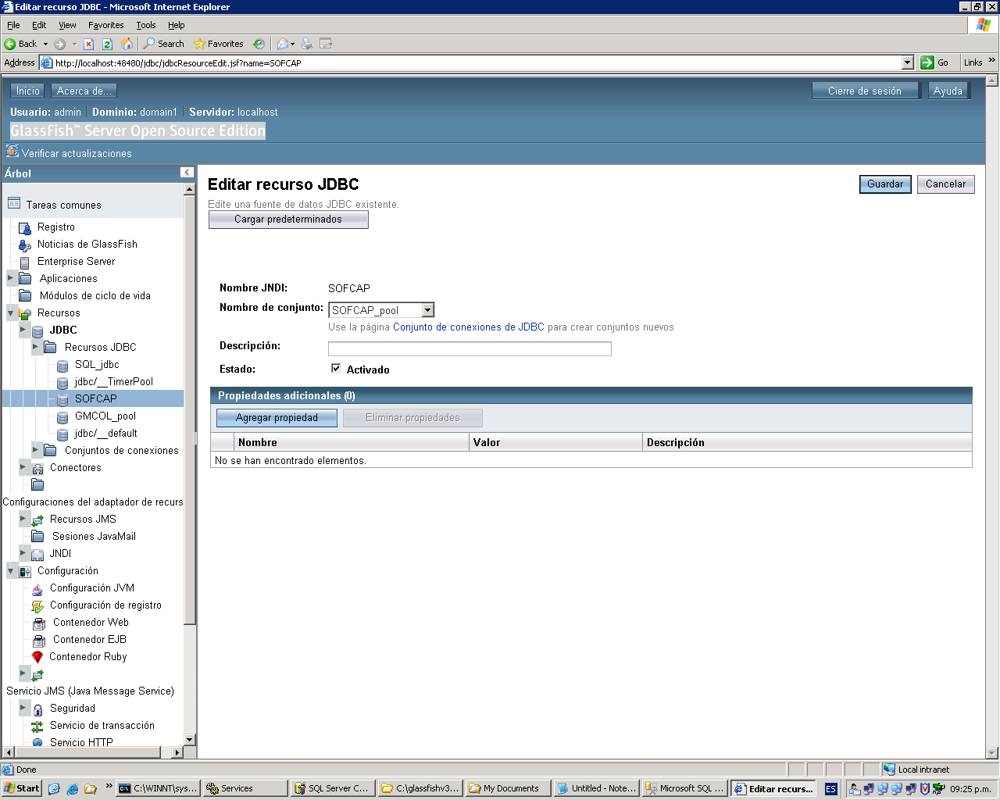 Editar recurso JDBC - Microsoft Internet Explorer
File Edit View Favorites Tools Help
Back Search Favorites
Address http://localhost:48480/jdbc/jdbcResourceEdit.jsf?name=SOFCAP Go Links »
Inicio Acerca de... Cierre de sesión Ayuda
Usuario: admin Dominio: domain1 Servidor: localhost
GlassFish™ Server Open Source Edition
Verificar actualizaciones
Árbol
Tareas comunes
Registro
Noticias de GlassFish
Enterprise Server
Aplicaciones
Módulos de ciclo de vida
Recursos
JDBC
Recursos JDBC
SQL_jdbc
jdbc/__TimerPool
SOFCAP
GMCOL_pool
jdbc/__default
Conjuntos de conexiones
Conectores
Configuraciones del adaptador de recurs
Recursos JMS
Sesiones JavaMail
JNDI
Configuración
Configuración JVM
Configuración de registro
Contenedor Web
Contenedor EJB
Contenedor Ruby
Servicio JMS (Java Message Service)
Seguridad
Servicio de transacción
Servicio HTTP
Editar recurso JDBC
Guardar Cancelar
Edite una fuente de datos JDBC existente.
Cargar predeterminados
Nombre JNDI: SOFCAP
Nombre de conjunto: SOFCAP_pool
Use la página Conjunto de conexiones de JDBC para crear conjuntos nuevos
Descripción:
Estado: Activado
Propiedades adicionales (0)
Agregar propiedad Eliminar propiedades
Nombre Valor Descripción
No se han encontrado elementos.
Done Local intranet
Start » C:\WINNT\sys... Services SQL Server C... C:\glassfishv3... My Documents Untitled - Note... Microsoft SQL ... Editar recurs... ES 09:25 p.m.